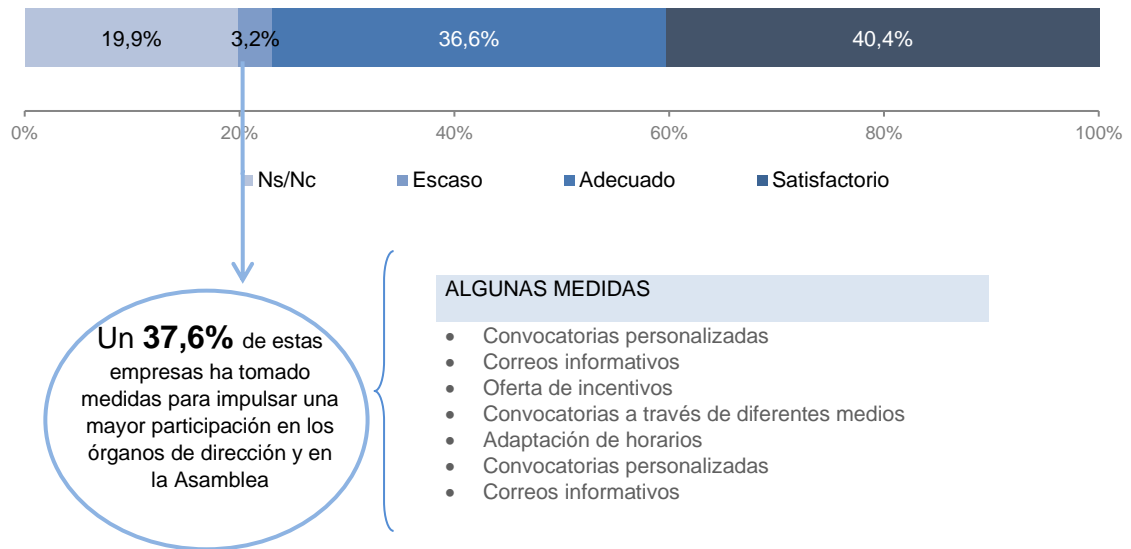 19,9% 3,2% 36,6% 40,4%
0% 20% 40% 60% 80% 100%
Ns/Nc Escaso Adecuado Satisfactorio
Un 37,6% de estas
empresas ha tomado
medidas para impulsar una
mayor participación en los
órganos de dirección y en
la Asamblea
ALGUNAS MEDIDAS
• Convocatorias personalizadas
• Correos informativos
• Oferta de incentivos
• Convocatorias a través de diferentes medios
• Adaptación de horarios
• Convocatorias personalizadas
• Correos informativos